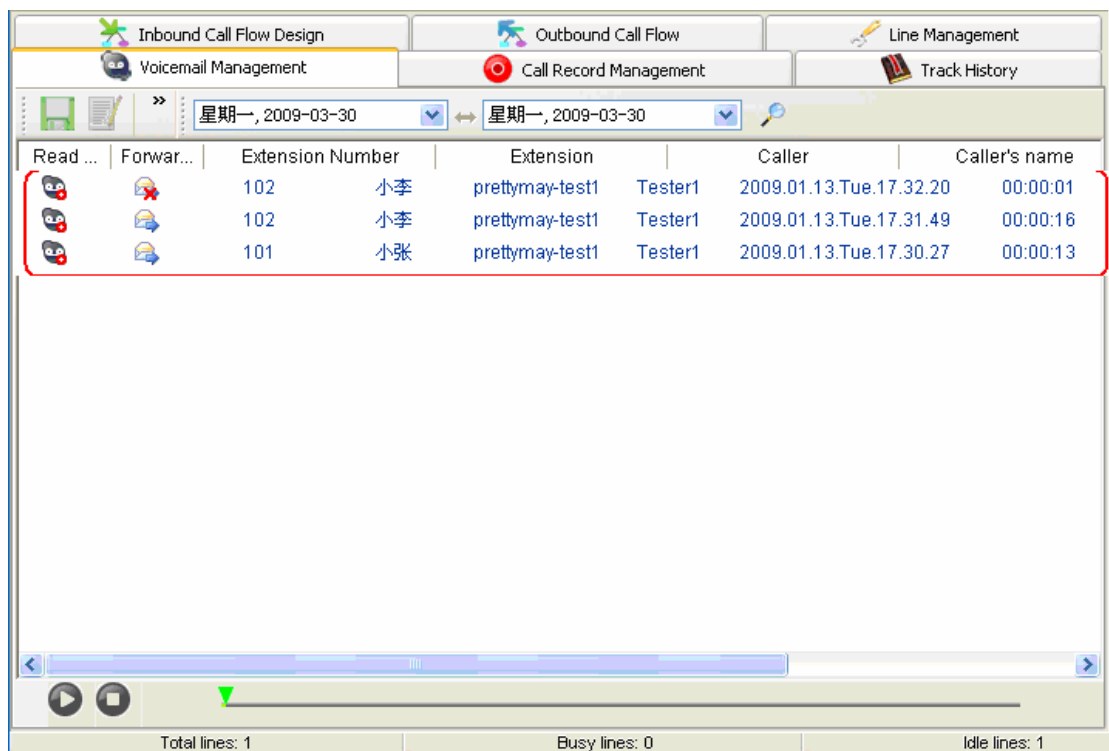 Inbound Call Flow Design Outbound Call Flow Line Management
Voicemail Management Call Record Management Track History
» 星期一, 2009-03-30 星期一, 2009-03-30
Read ... Forwar... Extension Number Extension Caller Caller's name
102 小李 prettymay-test1 Tester1 2009.01.13.Tue.17.32.20 00:00:01
102 小李 prettymay-test1 Tester1 2009.01.13.Tue.17.31.49 00:00:16
101 小张 prettymay-test1 Tester1 2009.01.13.Tue.17.30.27 00:00:13
Total lines: 1 Busy lines: 0 Idle lines: 1